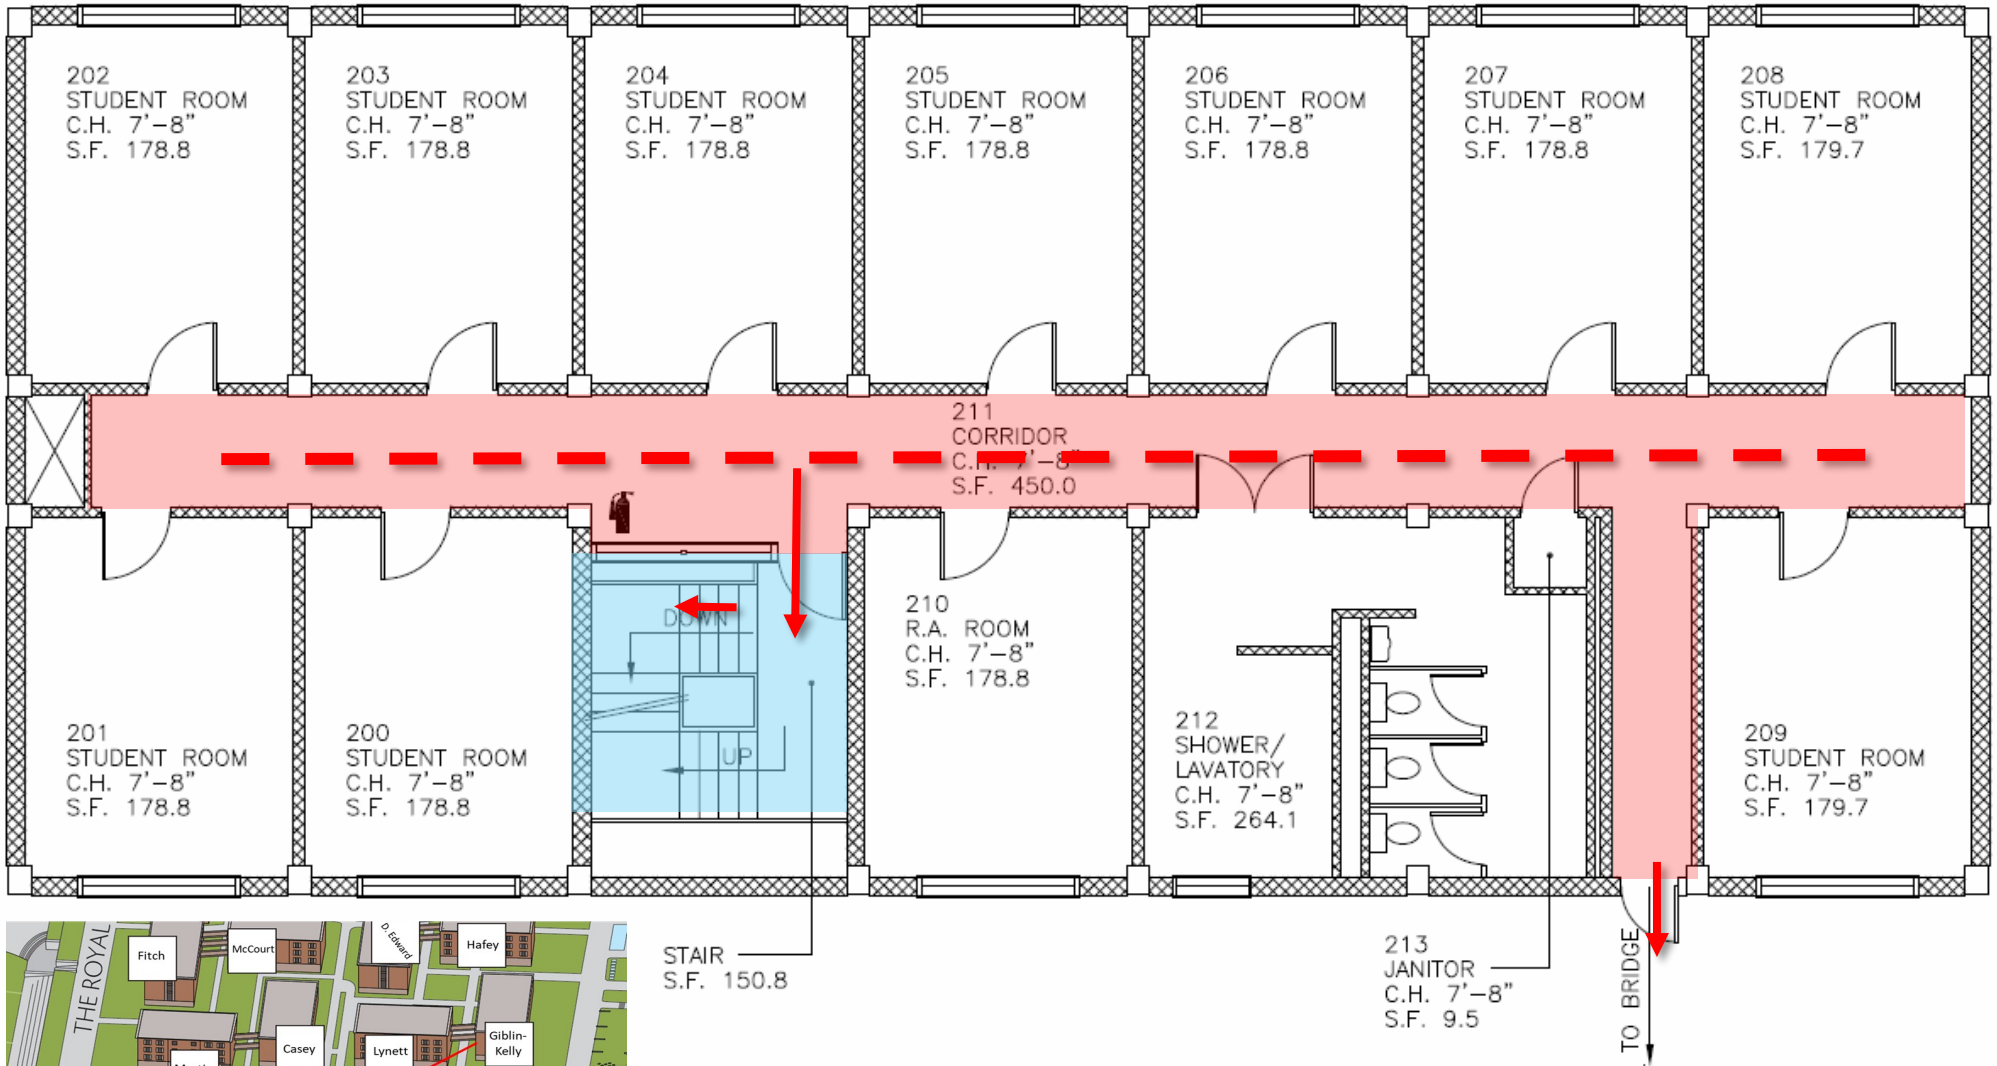 202
STUDENT ROOM
C.H. 7'-8"
S.F. 178.8
203
STUDENT ROOM
C.H. 7'-8"
S.F. 178.8
204
STUDENT ROOM
C.H. 7'-8"
S.F. 178.8
205
STUDENT ROOM
C.H. 7'-8"
S.F. 178.8
206
STUDENT ROOM
C.H. 7'-8"
S.F. 178.8
207
STUDENT ROOM
C.H. 7'-8"
S.F. 178.8
208
STUDENT ROOM
C.H. 7'-8"
S.F. 179.7
211
CORRIDOR
C.H. 7'-8"
S.F. 450.0
201
STUDENT ROOM
C.H. 7'-8"
S.F. 178.8
200
STUDENT ROOM
C.H. 7'-8"
S.F. 178.8
DOWN
UP
210
R.A. ROOM
C.H. 7'-8"
S.F. 178.8
212
SHOWER/
LAVATORY
C.H. 7'-8"
S.F. 264.1
209
STUDENT ROOM
C.H. 7'-8"
S.F. 179.7
STAIR
S.F. 150.8
213
JANITOR
C.H. 7'-8"
S.F. 9.5
TO BRIDGE
THE ROYAL
Fitch
McCourt
D. Edward
Hafey
Casey
Lynett
Giblin-
Kelly